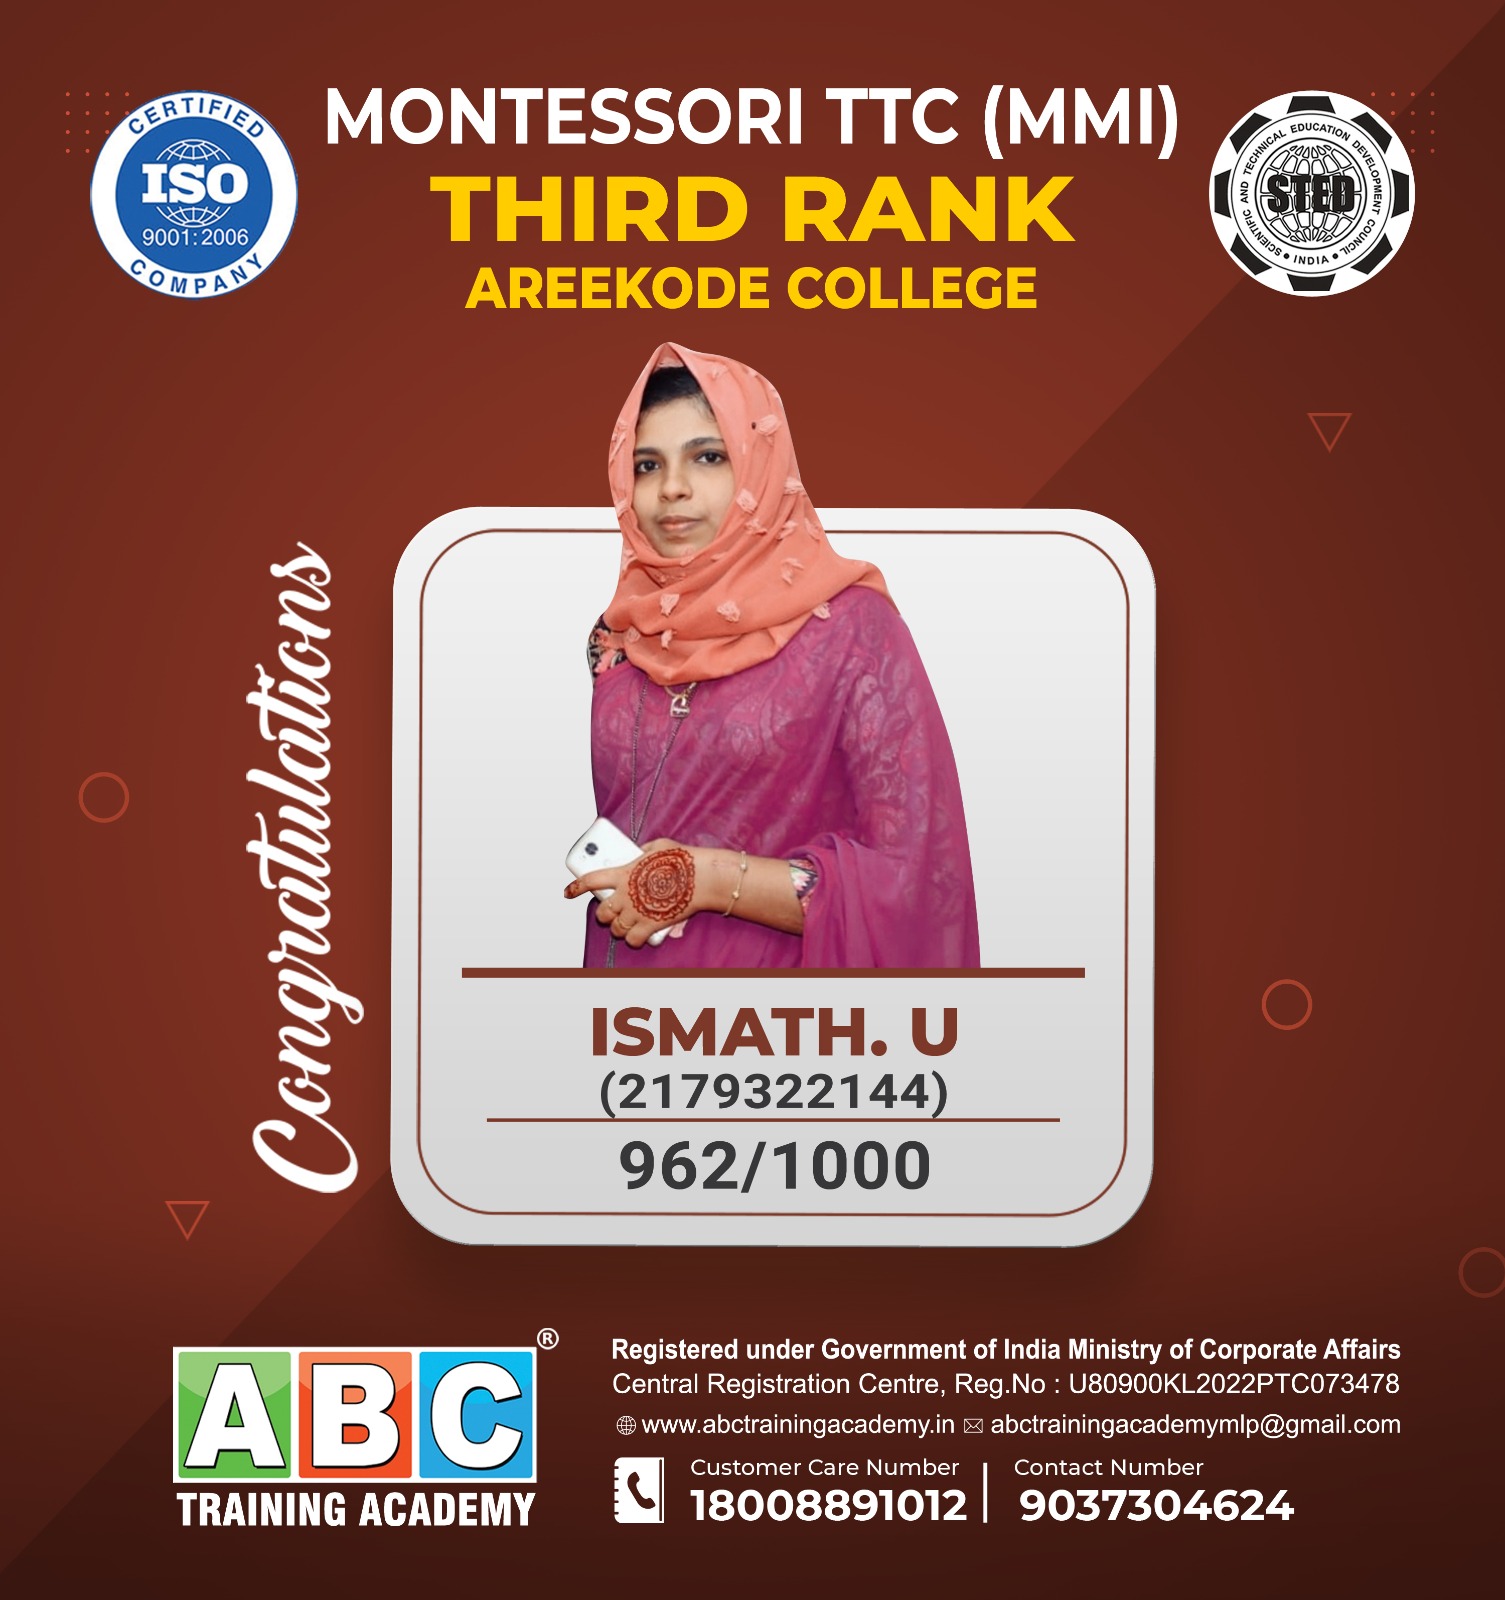 CERTIFIED
ISO
9001:2006
COMPANY
MONTESSORI TTC (MMI)
THIRD RANK
AREEKODE COLLEGE
SCIENTIFIC AND TECHNICAL EDUCATION DEVELOPMENT COUNCIL
STED
• INDIA •
Congratulations
ISMATH. U
(2179322144)
962/1000
ABC®
TRAINING ACADEMY
Registered under Government of India Ministry of Corporate Affairs
Central Registration Centre, Reg.No : U80900KL2022PTC073478
www.abctrainingacademy.in abctrainingacademymlp@gmail.com
Customer Care Number | Contact Number
18008891012 | 9037304624